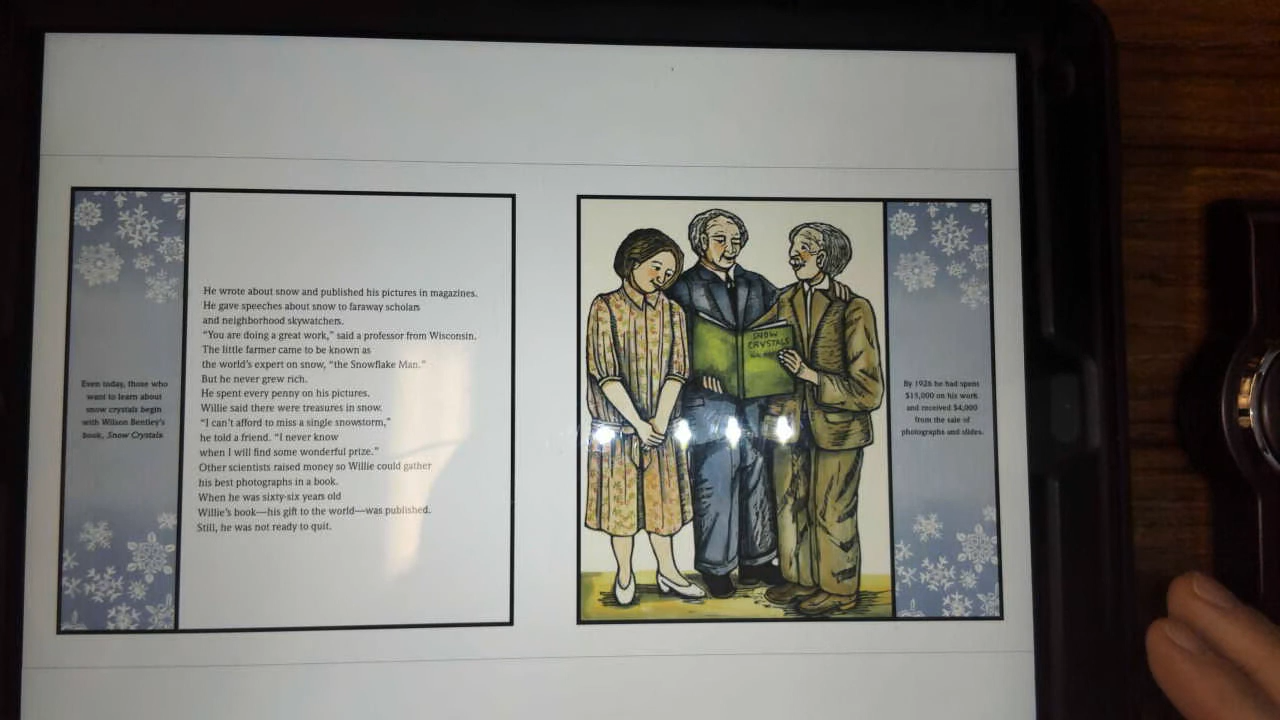 Even today, those who
want to learn about
snow crystals begin
with Wilson Bentley's
book, Snow Crystals.
He wrote about snow and published his pictures in magazines.
He gave speeches about snow to faraway scholars
and neighborhood skywatchers.
“You are doing a great work,” said a professor from Wisconsin.
The little farmer came to be known as
the world's expert on snow, “the Snowflake Man.”
But he never grew rich.
He spent every penny on his pictures.
Willie said there were treasures in snow.
“I can't afford to miss a single snowstorm,”
he told a friend. “I never know
when I will find some wonderful prize.”
Other scientists raised money so Willie could gather
his best photographs in a book.
When he was sixty-six years old
Willie's book—his gift to the world—was published.
Still, he was not ready to quit.
SNOW
CRYSTALS
By 1926 he had spent
$15,000 on his work
and received $4,000
from the sale of
photographs and slides.